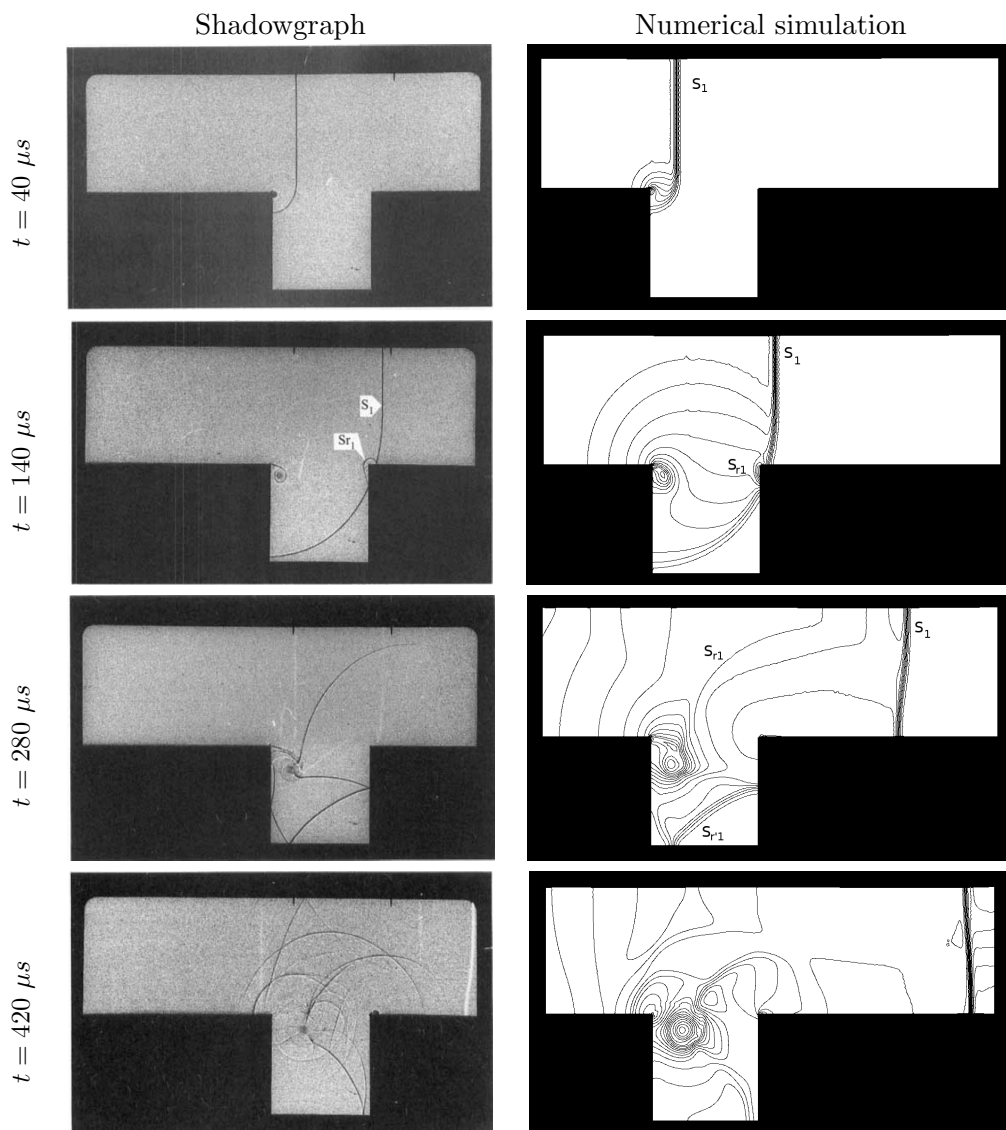 Shadowgraph Numerical simulation
t = 40 μs
S1
t = 140 μs
S1
Sr1
S1
Sr1
t = 280 μs
Sr1
S1
Sr'1
t = 420 μs